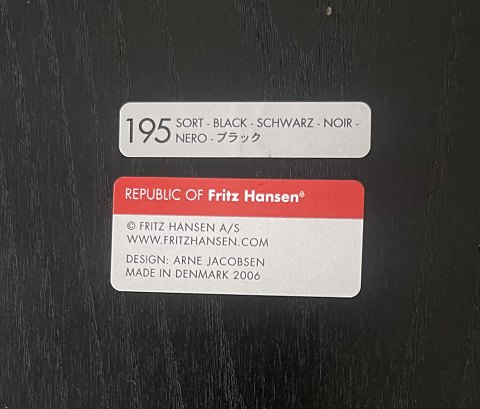 195 SORT - BLACK - SCHWARZ - NOIR -
NERO - ブラック
REPUBLIC OF Fritz Hansen®
© FRITZ HANSEN A/S
WWW.FRITZHANSEN.COM
DESIGN: ARNE JACOBSEN
MADE IN DENMARK 2006